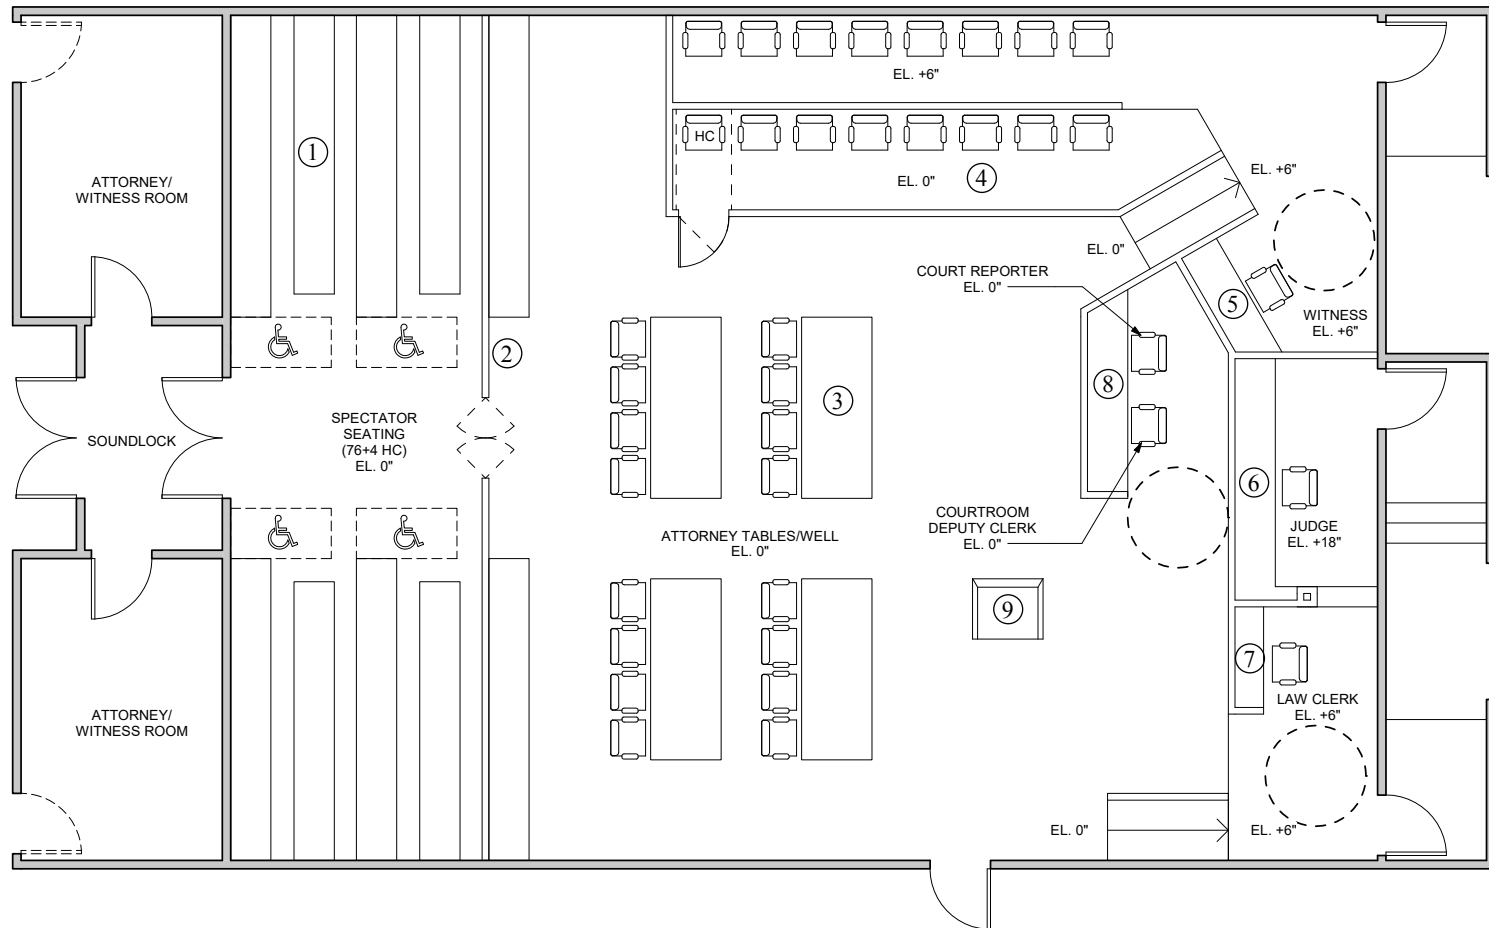 EL. +6"
HC
1
4
EL. 0"
EL. +6"
ATTORNEY/
WITNESS ROOM
EL. 0"
COURT REPORTER
EL. 0"
5
WITNESS
EL. +6"
2
8
3
SPECTATOR
SEATING
(76+4 HC)
EL. 0"
SOUNDLOCK
6
COURTROOM
DEPUTY CLERK
EL. 0"
JUDGE
EL. +18"
ATTORNEY TABLES/WELL
EL. 0"
9
7
LAW CLERK
EL. +6"
ATTORNEY/
WITNESS ROOM
EL. 0"
EL. +6"